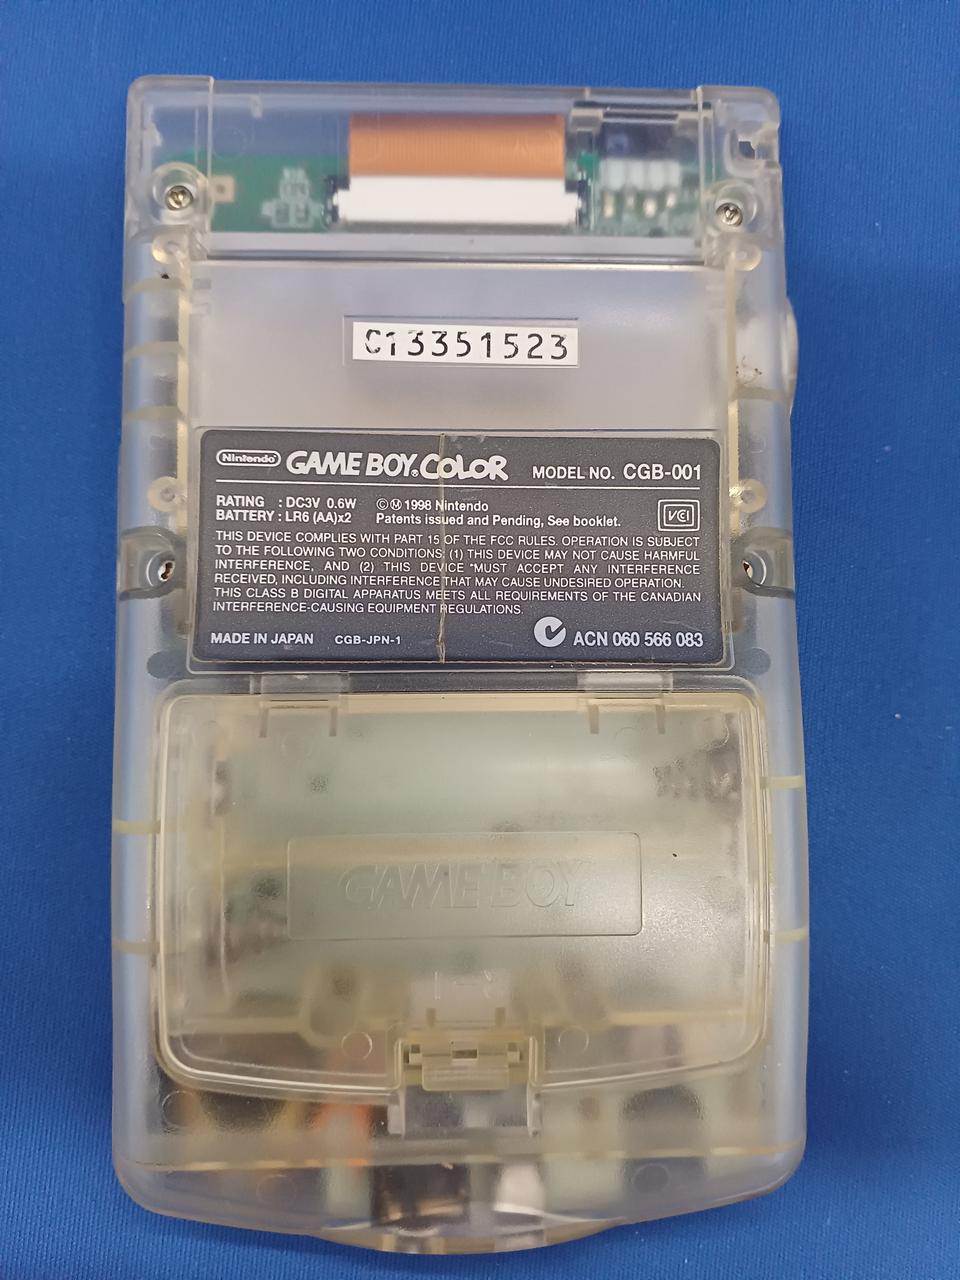 C13351523
Nintendo GAME BOY COLOR MODEL NO. CGB-001
RATING : DC3V 0.6W ©Ⓜ 1998 Nintendo
BATTERY : LR6 (AA)x2 Patents issued and Pending, See booklet. VCI
THIS DEVICE COMPLIES WITH PART 15 OF THE FCC RULES. OPERATION IS SUBJECT
TO THE FOLLOWING TWO CONDITIONS: (1) THIS DEVICE MAY NOT CAUSE HARMFUL
INTERFERENCE, AND (2) THIS DEVICE MUST ACCEPT ANY INTERFERENCE
RECEIVED, INCLUDING INTERFERENCE THAT MAY CAUSE UNDESIRED OPERATION.
THIS CLASS B DIGITAL APPARATUS MEETS ALL REQUIREMENTS OF THE CANADIAN
INTERFERENCE-CAUSING EQUIPMENT REGULATIONS.
MADE IN JAPAN CGB-JPN-1 ACN 060 566 083
GAME BOY